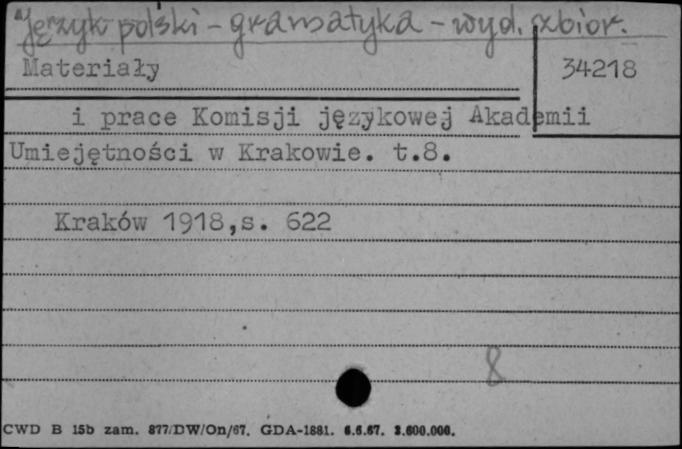 Język polski - gramatyka - wyd. zbior.
Materiały
34218
i prace Komisji językowej Akademii
Umiejętności w Krakowie. t.8.
Kraków 1918,s. 622
8
CWD B 15b zam. 877/DW/On/67. GDA-1881. 6.6.67. 3.600.000.